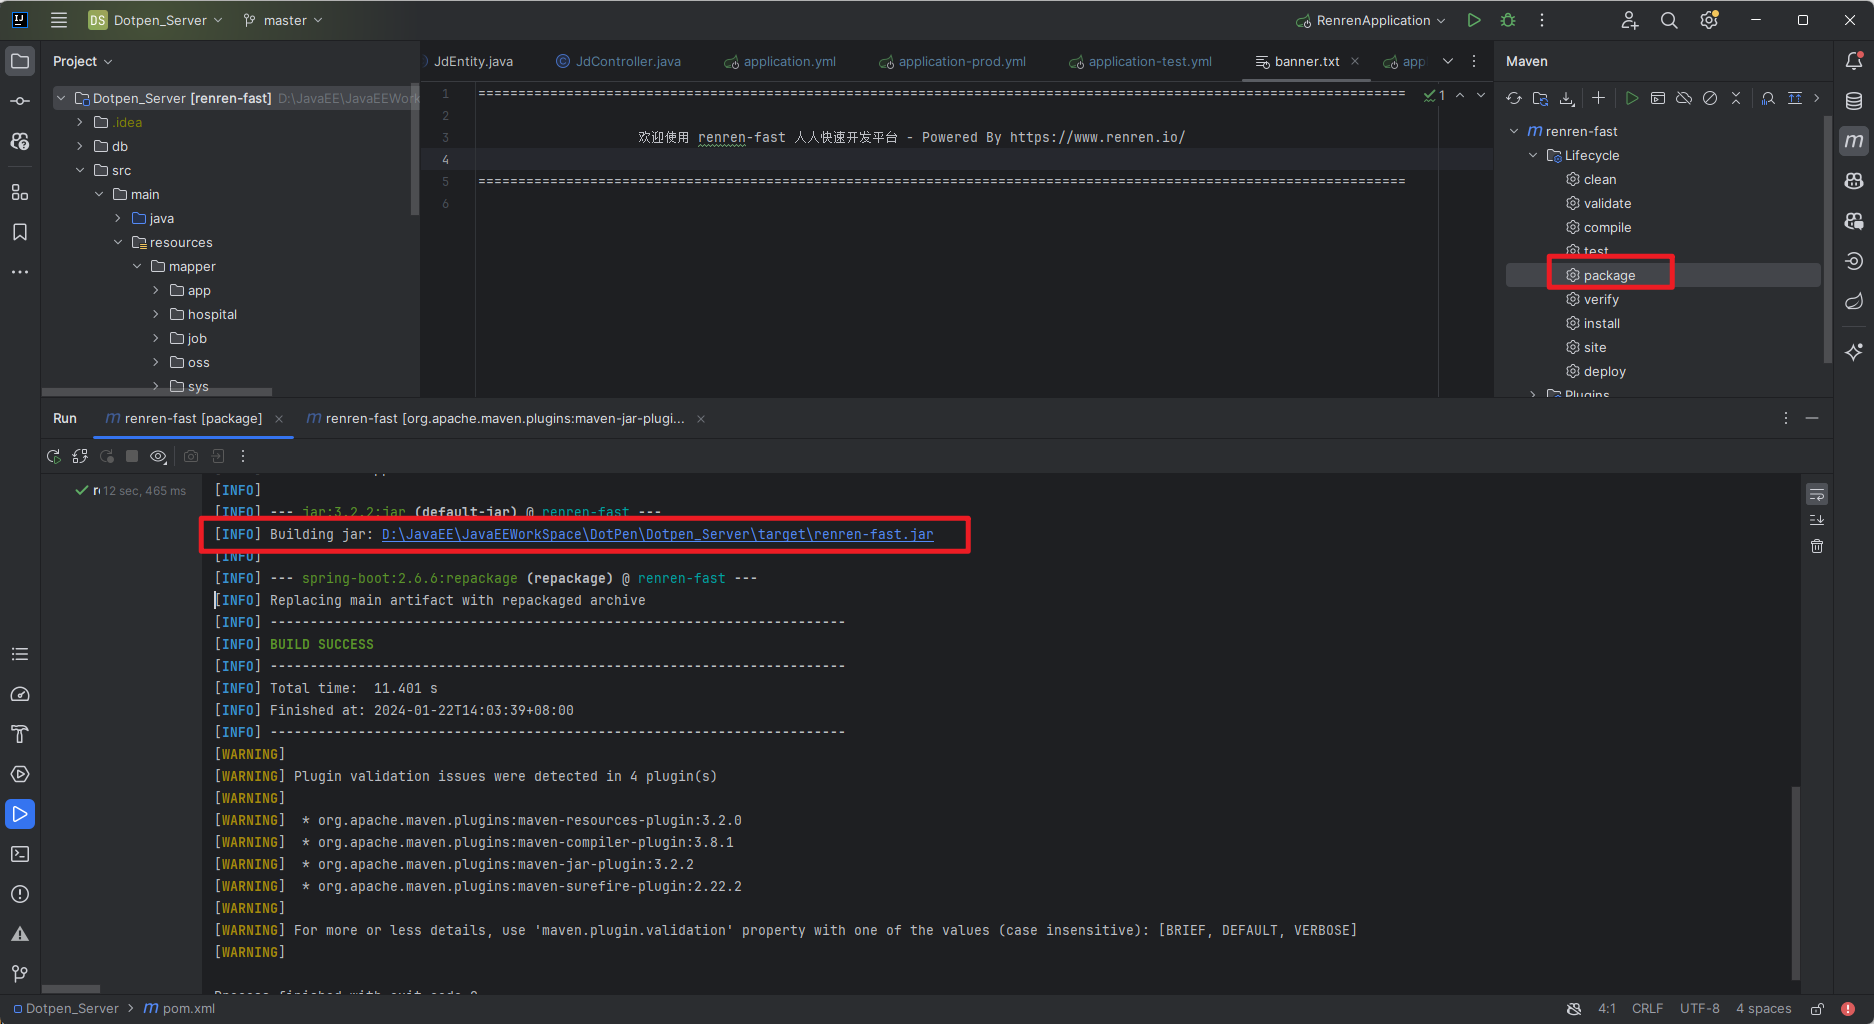 DS Dotpen_Server
master
RenrenApplication
Project
JdEntity.java
JdController.java
application.yml
application-prod.yml
application-test.yml
banner.txt
app
Maven
Dotpen_Server [renren-fast] D:\JavaEE\JavaEEWork
.idea
db
src
main
java
resources
mapper
app
hospital
job
oss
sys
1 ====================================================================================================================
2
3 欢迎使用 renren-fast 人人快速开发平台 - Powered By https://www.renren.io/
4
5 ====================================================================================================================
6
1
renren-fast
Lifecycle
clean
validate
compile
test
package
verify
install
site
deploy
Plugins
Run
renren-fast [package]
renren-fast [org.apache.maven.plugins:maven-jar-plugi...
12 sec, 465 ms
[INFO]
[INFO] --- jar:3.2.2:jar (default-jar) @ renren-fast ---
[INFO] Building jar: D:\JavaEE\JavaEEWorkSpace\DotPen\Dotpen_Server\target\renren-fast.jar
[INFO]
[INFO] --- spring-boot:2.6.6:repackage (repackage) @ renren-fast ---
[INFO] Replacing main artifact with repackaged archive
[INFO] ------------------------------------------------------------------------
[INFO] BUILD SUCCESS
[INFO] ------------------------------------------------------------------------
[INFO] Total time:  11.401 s
[INFO] Finished at: 2024-01-22T14:03:39+08:00
[INFO] ------------------------------------------------------------------------
[WARNING]
[WARNING] Plugin validation issues were detected in 4 plugin(s)
[WARNING]
[WARNING]  * org.apache.maven.plugins:maven-resources-plugin:3.2.0
[WARNING]  * org.apache.maven.plugins:maven-compiler-plugin:3.8.1
[WARNING]  * org.apache.maven.plugins:maven-jar-plugin:3.2.2
[WARNING]  * org.apache.maven.plugins:maven-surefire-plugin:2.22.2
[WARNING]
[WARNING] For more or less details, use 'maven.plugin.validation' property with one of the values (case insensitive): [BRIEF, DEFAULT, VERBOSE]
[WARNING]
Process finished with exit code 0
Dotpen_Server > pom.xml
4:1
CRLF
UTF-8
4 spaces